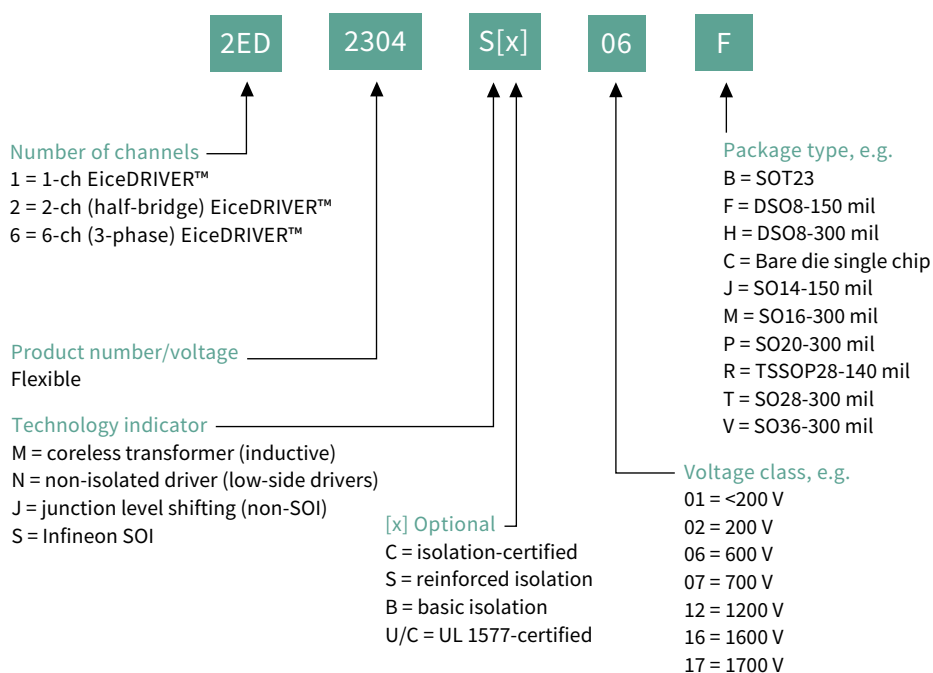 2ED 2304 S[x] 06 F
Number of channels
1 = 1-ch EiceDRIVER™
2 = 2-ch (half-bridge) EiceDRIVER™
6 = 6-ch (3-phase) EiceDRIVER™
Product number/voltage
Flexible
Technology indicator
M = coreless transformer (inductive)
N = non-isolated driver (low-side drivers)
J = junction level shifting (non-SOI)
S = Infineon SOI
[x] Optional
C = isolation-certified
S = reinforced isolation
B = basic isolation
U/C = UL 1577-certified
Package type, e.g.
B = SOT23
F = DSO8-150 mil
H = DSO8-300 mil
C = Bare die single chip
J = SO14-150 mil
M = SO16-300 mil
P = SO20-300 mil
R = TSSOP28-140 mil
T = SO28-300 mil
V = SO36-300 mil
Voltage class, e.g.
01 = <200 V
02 = 200 V
06 = 600 V
07 = 700 V
12 = 1200 V
16 = 1600 V
17 = 1700 V